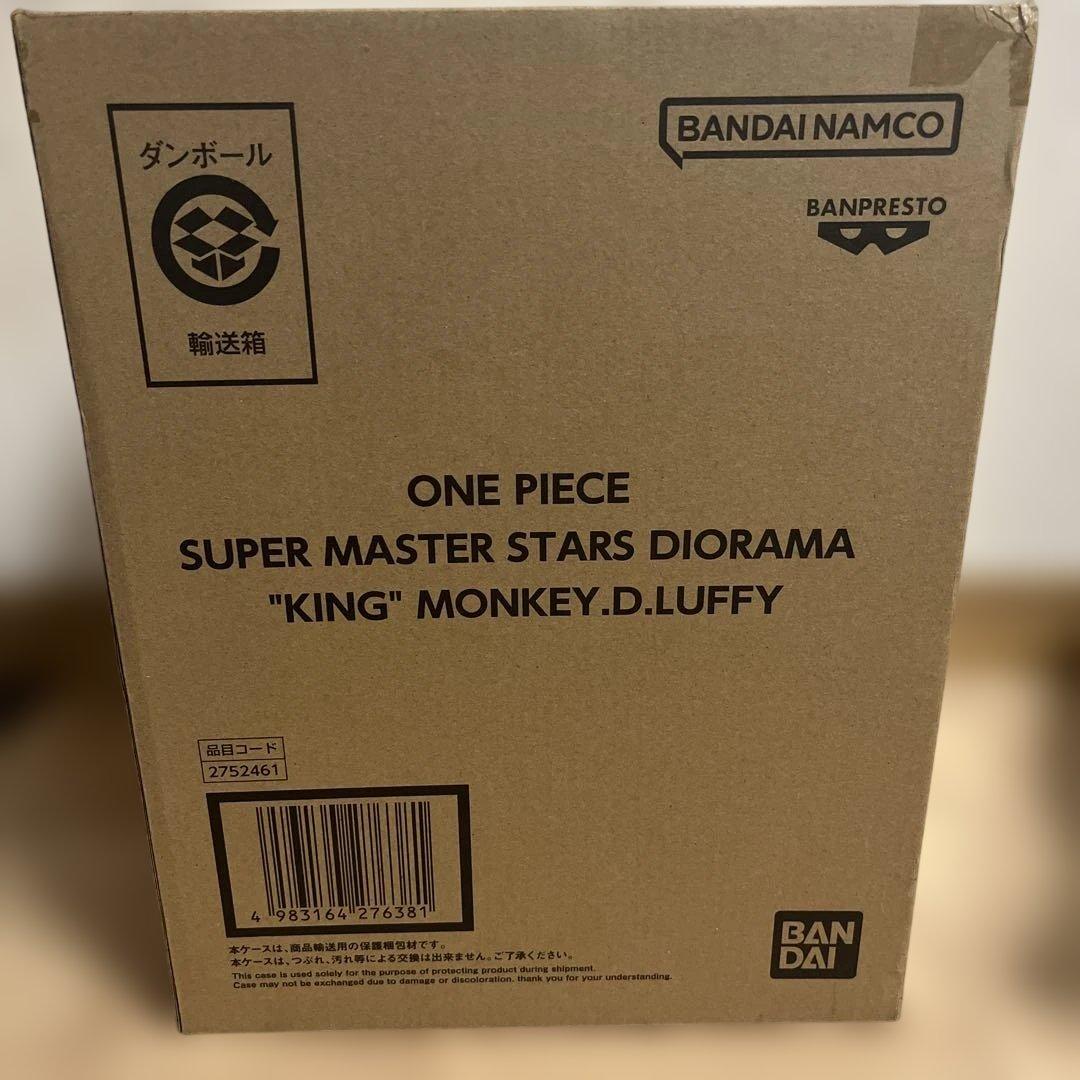 ダンボール
輸送箱
BANDAI NAMCO
BANPRESTO
ONE PIECE
SUPER MASTER STARS DIORAMA
"KING" MONKEY.D.LUFFY
品目コード
2752461
4 983164 276381
本ケースは、商品輸送用の保護梱包材です。
本ケースは、つぶれ、汚れ等による交換は出来ません。ご了承ください。
This case is used solely for the purpose of protecting product during shipment.
Case may not be exchanged due to damage or discoloration. thank you for your understanding.
BAN
DAI